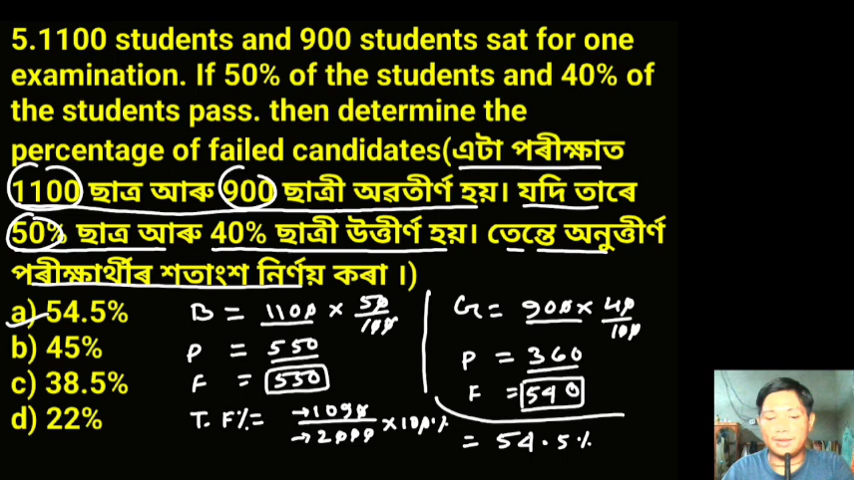 5.1100 students and 900 students sat for one
examination. If 50% of the students and 40% of
the students pass. then determine the
percentage of failed candidates(এটা পৰীক্ষাত
1100 ছাত্ৰ আৰু 900 ছাত্ৰী অৱতীৰ্ণ হয়। যদি তাৰে
50% ছাত্ৰ আৰু 40% ছাত্ৰী উত্তীৰ্ণ হয়। তেন্তে অনুত্তীৰ্ণ
পৰীক্ষাৰ্থীৰ শতাংশ নিৰ্ণয় কৰা ।)
a) 54.5%
b) 45%
c) 38.5%
d) 22%
B = 1100 × 50/100
P = 550
F = 550
G = 900 × 40/100
P = 360
F = 540
T. F% = 1090/2000 × 100%
= 54.5%